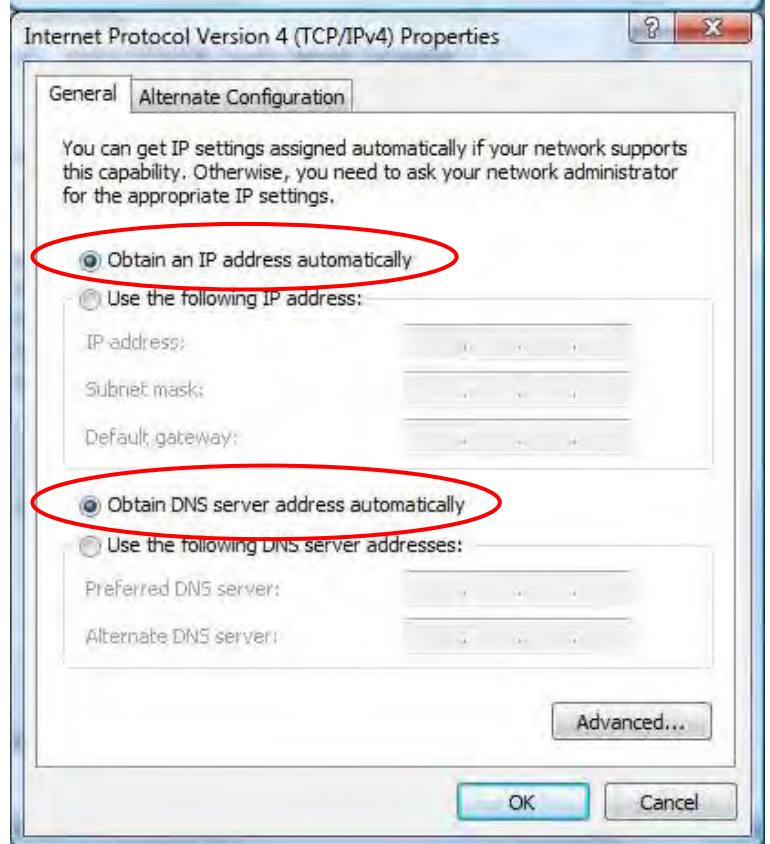 Internet Protocol Version 4 (TCP/IPv4) Properties
General
Alternate Configuration
You can get IP settings assigned automatically if your network supports
this capability. Otherwise, you need to ask your network administrator
for the appropriate IP settings.
Obtain an IP address automatically
Use the following IP address:
IP address:
Subnet mask:
Default gateway:
Obtain DNS server address automatically
Use the following DNS server addresses:
Preferred DNS server:
Alternate DNS server:
Advanced...
OK
Cancel